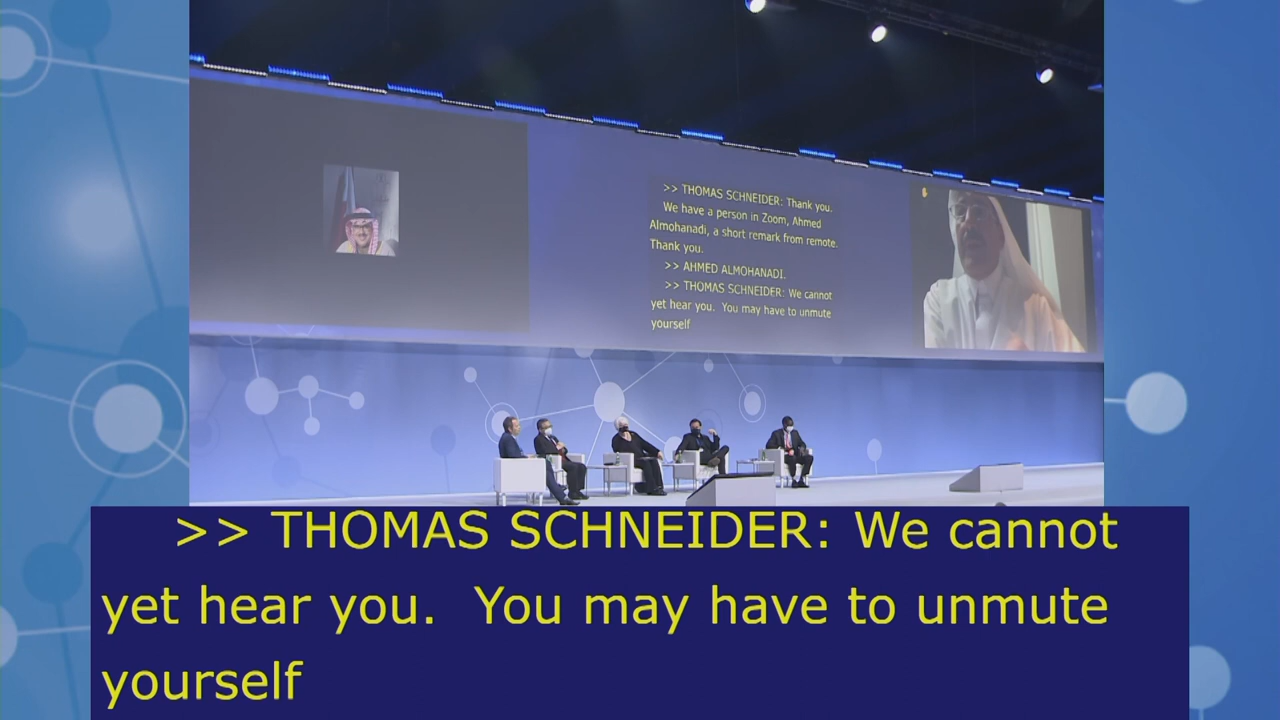 >> THOMAS SCHNEIDER: Thank you.
We have a person in Zoom, Ahmed
Almohanadi, a short remark from remote.
Thank you.
>> AHMED ALMOHANADI.
>> THOMAS SCHNEIDER: We cannot
yet hear you. You may have to unmute
yourself
>> THOMAS SCHNEIDER: We cannot
yet hear you. You may have to unmute
yourself